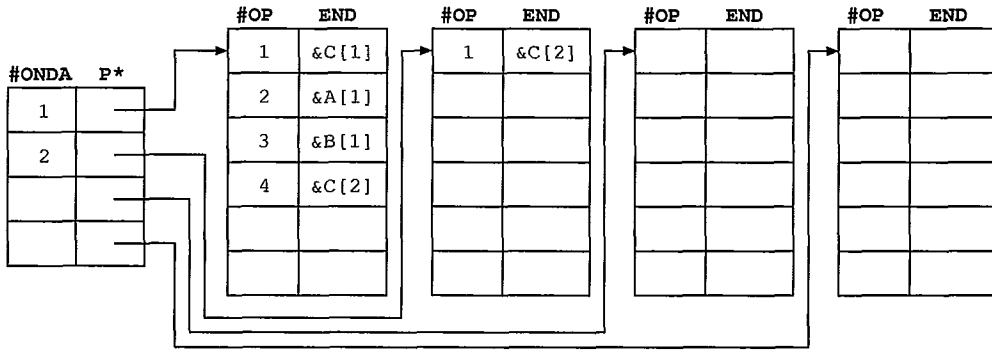 #OP END #OP END #OP END #OP END
1 &C[1] 1 &C[2]
#ONDA P*
2 &A[1]
1
3 &B[1]
2
4 &C[2]